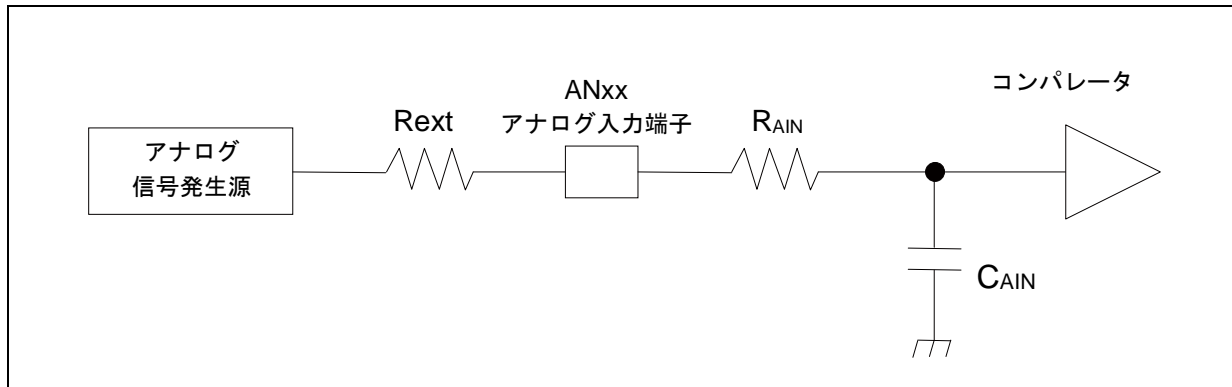 コンパレータ
ANxx
アナログ入力端子
Rext
RAIN
アナログ
信号発生源
CAIN